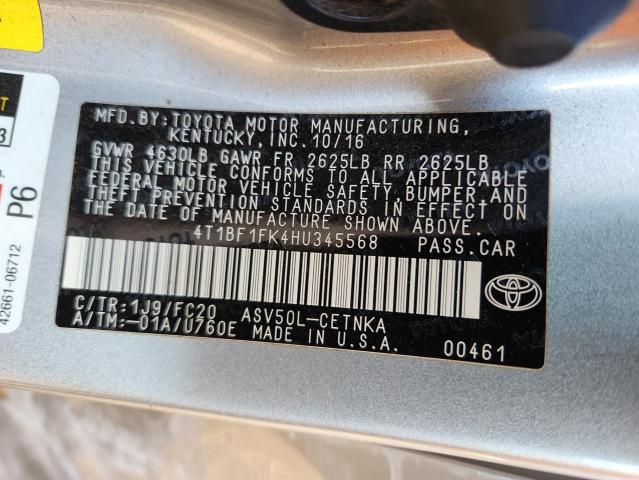 MFD.BY:TOYOTA MOTOR MANUFACTURING,
KENTUCKY,INC.10/16
GVWR 4630LB GAWR FR 2625LB RR 2625LB
THIS VEHICLE CONFORMS TO ALL APPLICABLE
FEDERAL MOTOR VEHICLE SAFETY,BUMPER,AND
THEFT PREVENTION STANDARDS IN EFFECT ON
THE DATE OF MANUFACTURE SHOWN ABOVE.
4T1BF1FK4HU345568 PASS.CAR
C/TR:1J9/FC20 ASV50L-CETNKA
A/TM:-01A/U760E MADE IN U.S.A. 00461
P6
42661-06712